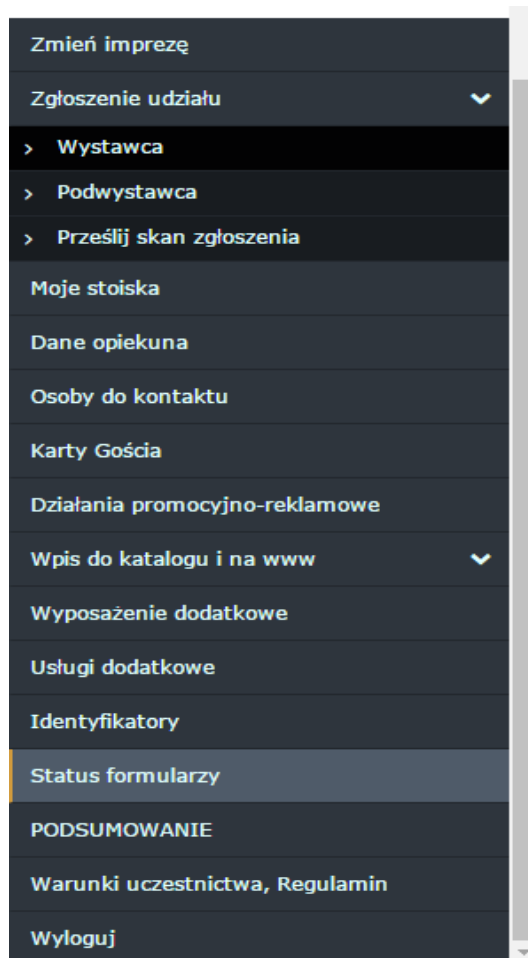 Zmień imprezę
Zgłoszenie udziału
Wystawca
Podwystawca
Prześlij skan zgłoszenia
Moje stoiska
Dane opiekuna
Osoby do kontaktu
Karty Gościa
Działania promocyjno-reklamowe
Wpis do katalogu i na www
Wyposażenie dodatkowe
Usługi dodatkowe
Identyfikatory
Status formularzy
PODSUMOWANIE
Warunki uczestnictwa, Regulamin
Wyloguj